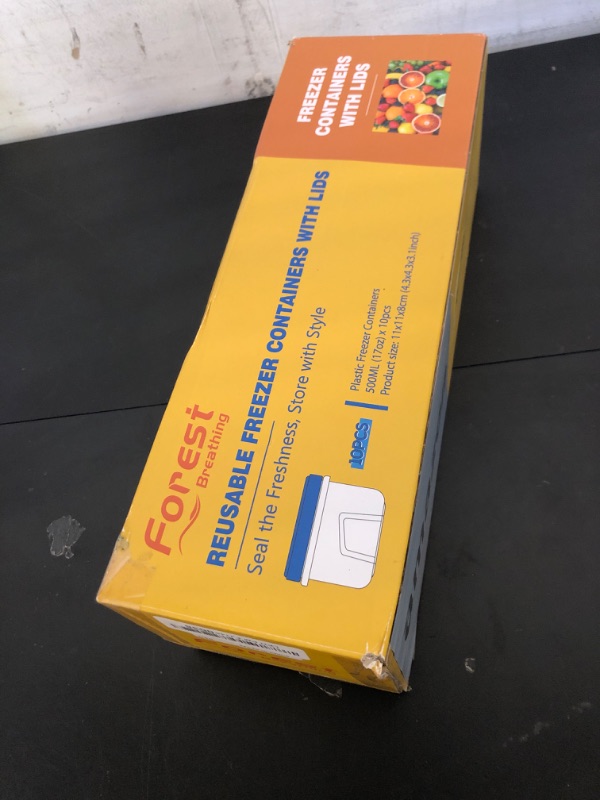 FREEZER
CONTAINERS
WITH LIDS
Forest
Breathing
REUSABLE FREEZER CONTAINERS WITH LIDS
Seal the Freshness, Store with Style
10PCS
Plastic Freezer Containers
500ML (17oz) x 10pcs
Product size: 11x11x8cm (4.3x4.3x3.1inch)